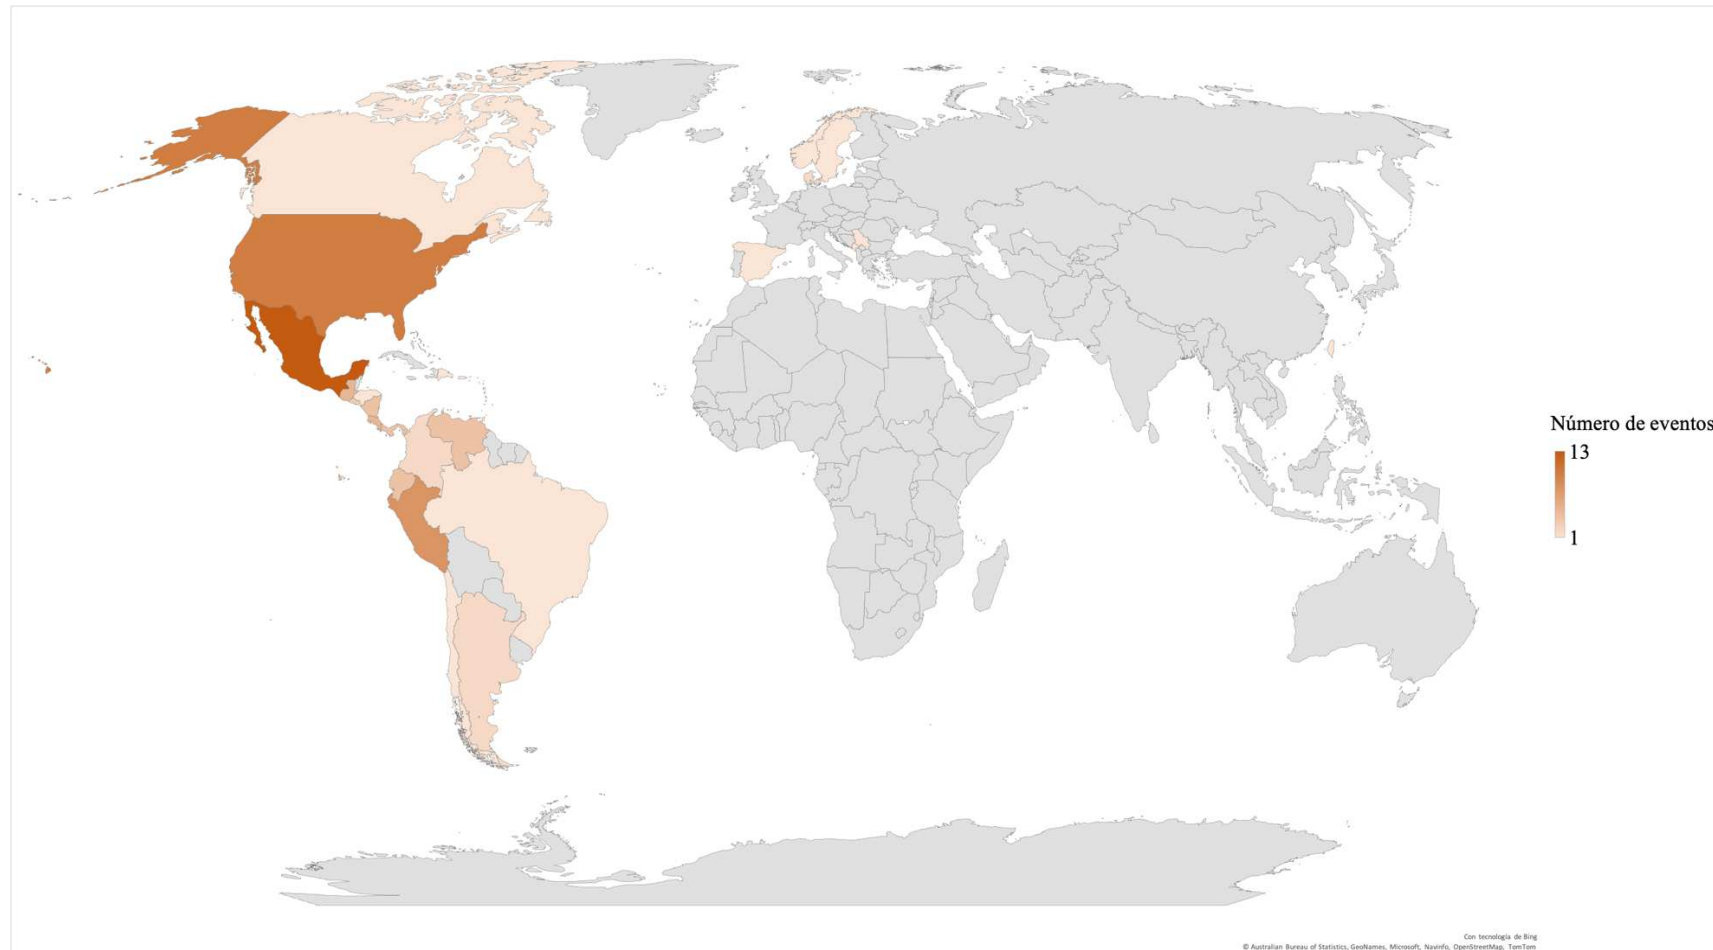 Número de eventos
13
1
Con tecnología de Bing
© Australian Bureau of Statistics, GeoNames, Microsoft, Navinfo, OpenStreetMap, TomTom